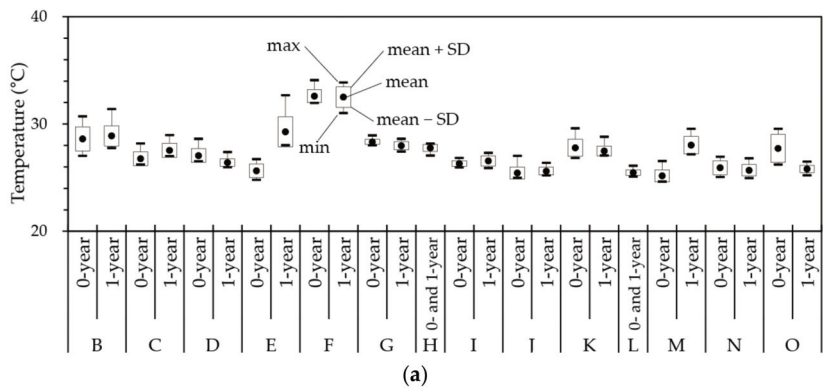 40
max
mean + SD
mean
30
mean – SD
min
20
Temperature (°C)
0-year 1-year 0-year 1-year 0-year 1-year 0-year 1-year 0-year 1-year 0-year 1-year 0- and 1-year 0-year 1-year 0-year 1-year 0-year 1-year 0- and 1-year 0-year 1-year 0-year 1-year 0-year 1-year
B C D E F G H I J K L M N O
(a)